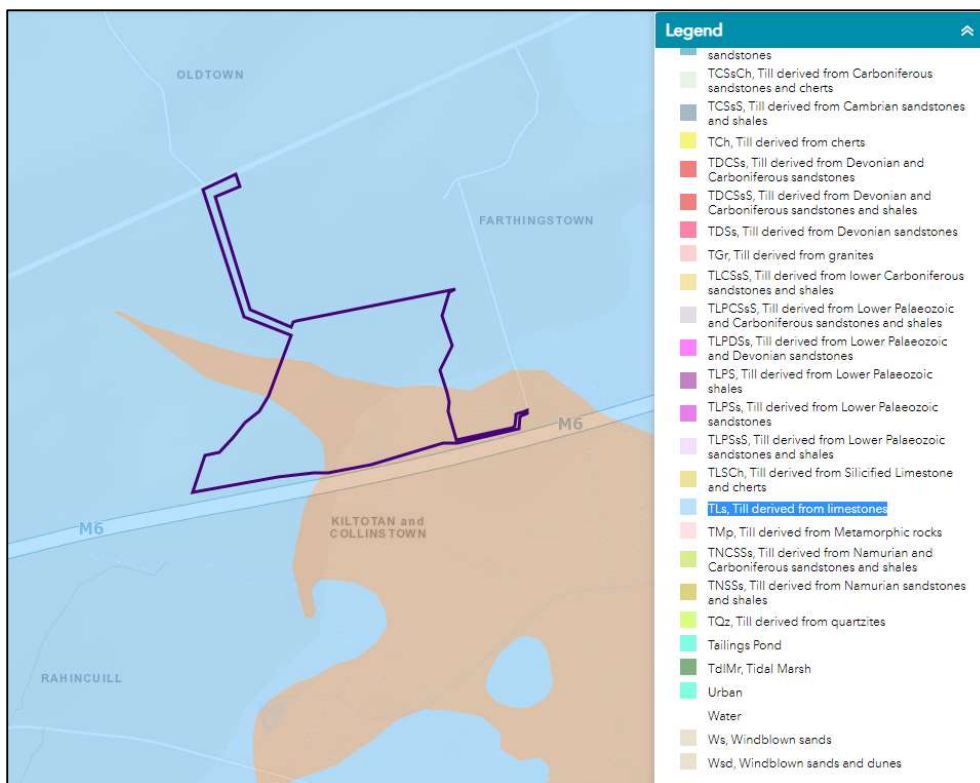 OLDTOWN
FARTHINGSTOWN
M6
M6
KILTOTAN and
COLLINSTOWN
RAHINCUILL
Legend
sandstones
TCSsCh, Till derived from Carboniferous
sandstones and cherts
TCSsS, Till derived from Cambrian sandstones
and shales
TCh, Till derived from cherts
TDCSs, Till derived from Devonian and
Carboniferous sandstones
TDCSsS, Till derived from Devonian and
Carboniferous sandstones and shales
TDSs, Till derived from Devonian sandstones
TGr, Till derived from granites
TLCSsS, Till derived from lower Carboniferous
sandstones and shales
TLPCSsS, Till derived from Lower Palaeozoic
and Carboniferous sandstones and shales
TLPDSs, Till derived from Lower Palaeozoic
and Devonian sandstones
TLPS, Till derived from Lower Palaeozoic
shales
TLPSs, Till derived from Lower Palaeozoic
sandstones
TLPSsS, Till derived from Lower Palaeozoic
sandstones and shales
TLSCh, Till derived from Silicified Limestone
and cherts
TLs, Till derived from limestones
TMp, Till derived from Metamorphic rocks
TNCSSs, Till derived from Namurian and
Carboniferous sandstones and shales
TNSSs, Till derived from Namurian sandstones
and shales
TQz, Till derived from quartzites
Tailings Pond
TdlMr, Tidal Marsh
Urban
Water
Ws, Windblown sands
Wsd, Windblown sands and dunes